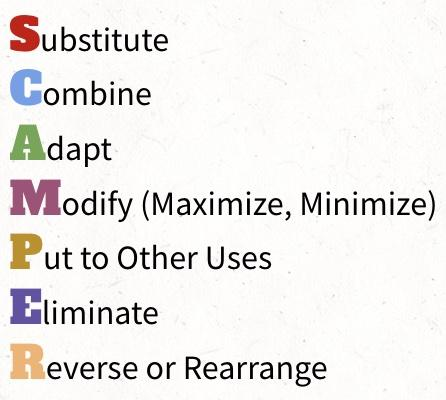 Substitute
Combine
Adapt
Modify (Maximize, Minimize)
Put to Other Uses
Eliminate
Reverse or Rearrange